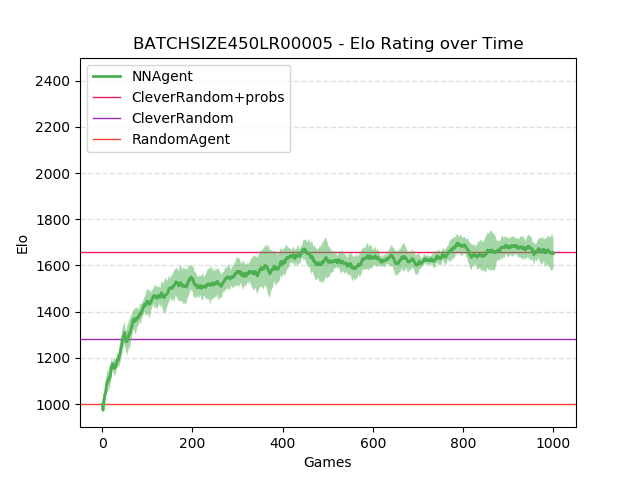 BATCHSIZE450LR00005 - Elo Rating over Time
NNAgent
CleverRandom+probs
CleverRandom
RandomAgent
Elo
2400
2200
2000
1800
1600
1400
1200
1000
0 200 400 600 800 1000
Games